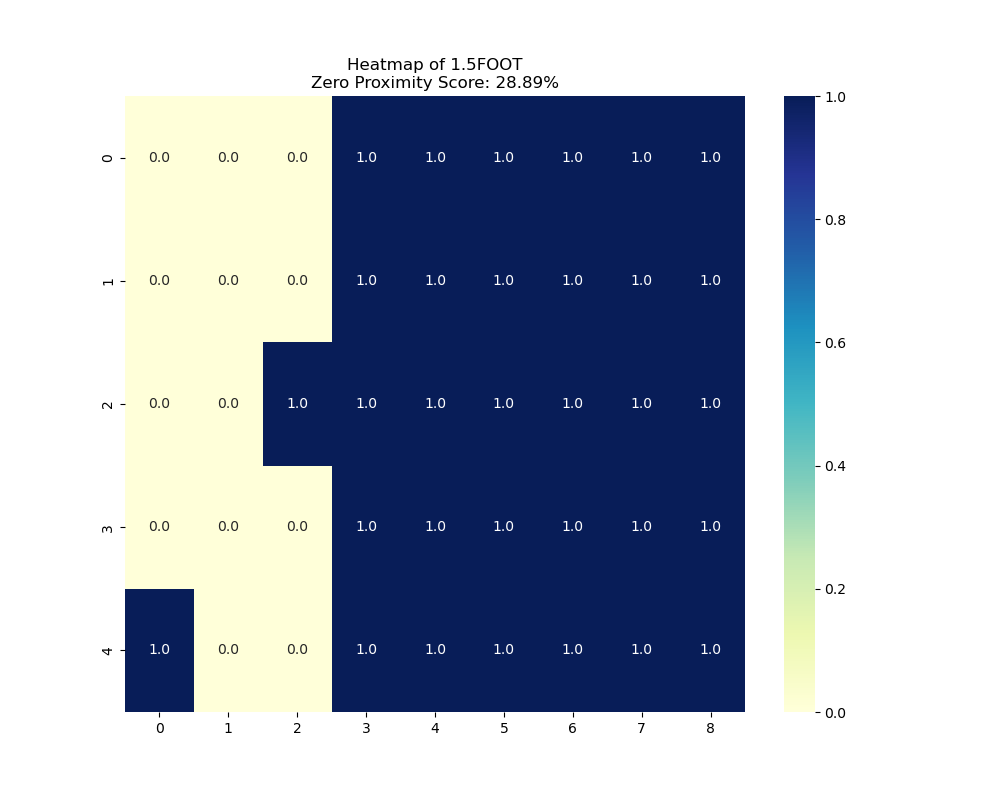 Heatmap of 1.5FOOT
Zero Proximity Score: 28.89%
1.0
0 0.0 0.0 0.0 1.0 1.0 1.0 1.0 1.0 1.0
0.8
1 0.0 0.0 0.0 1.0 1.0 1.0 1.0 1.0 1.0
0.6
2 0.0 0.0 1.0 1.0 1.0 1.0 1.0 1.0 1.0
0.4
3 0.0 0.0 0.0 1.0 1.0 1.0 1.0 1.0 1.0
0.2
4 1.0 0.0 0.0 1.0 1.0 1.0 1.0 1.0 1.0
0.0
0 1 2 3 4 5 6 7 8